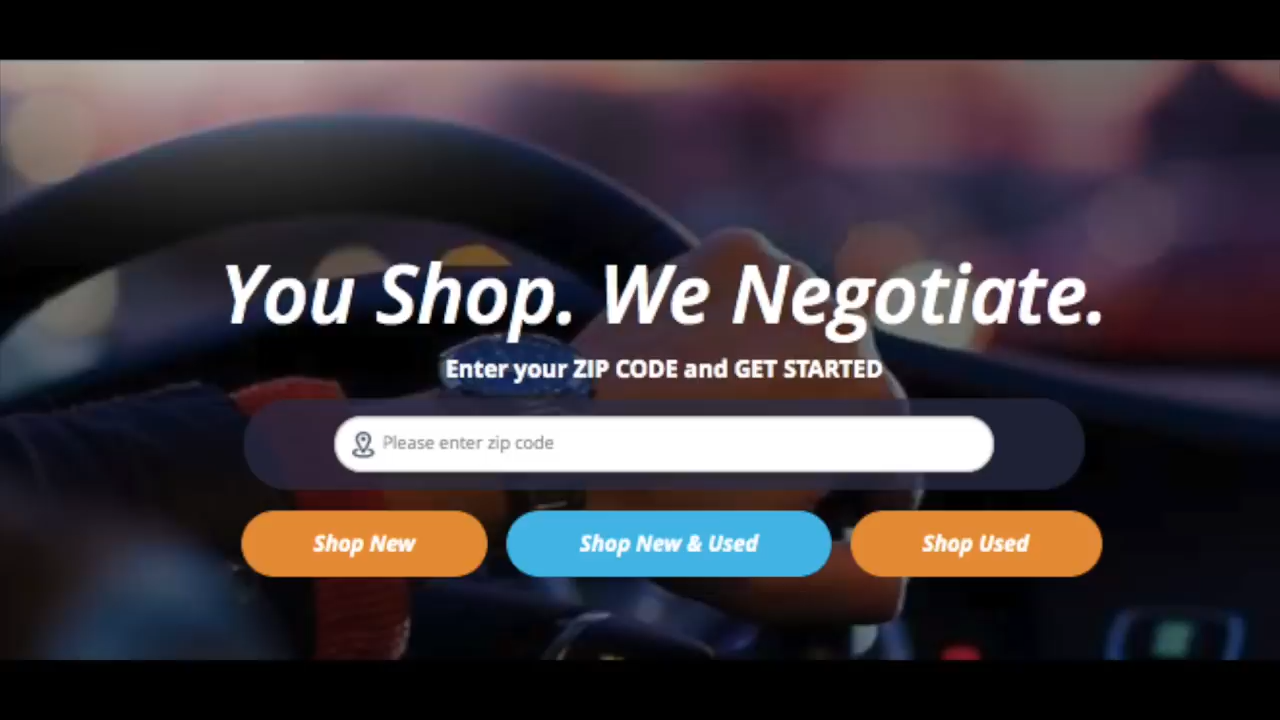 You Shop. We Negotiate.
Enter your ZIP CODE and GET STARTED
Please enter zip code
Shop New
Shop New & Used
Shop Used